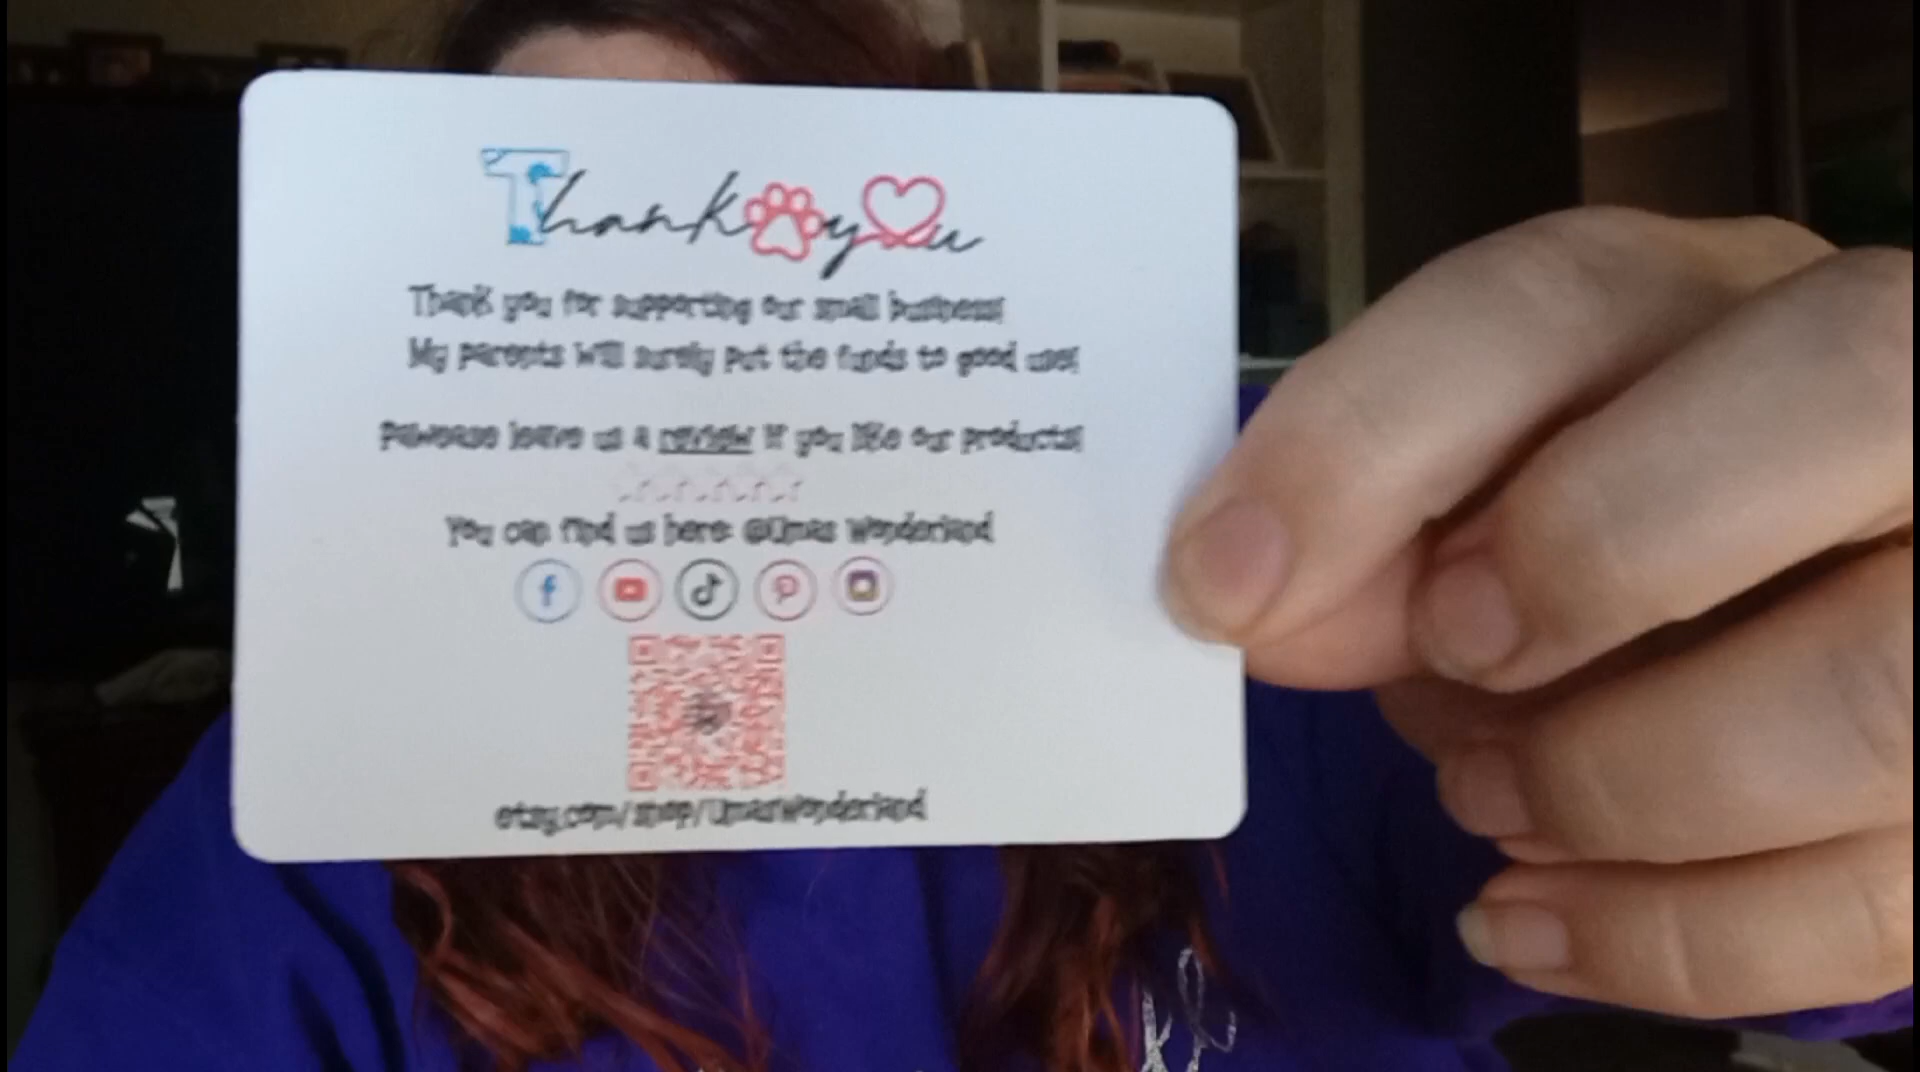 Thank you
Thank you for supporting our small business!
My parents will surely put the funds to good use!
Pawease leave us a review if you like our products!
You can find us here: @Umas Wonderland
etsy.com/shop/UmasWonderland